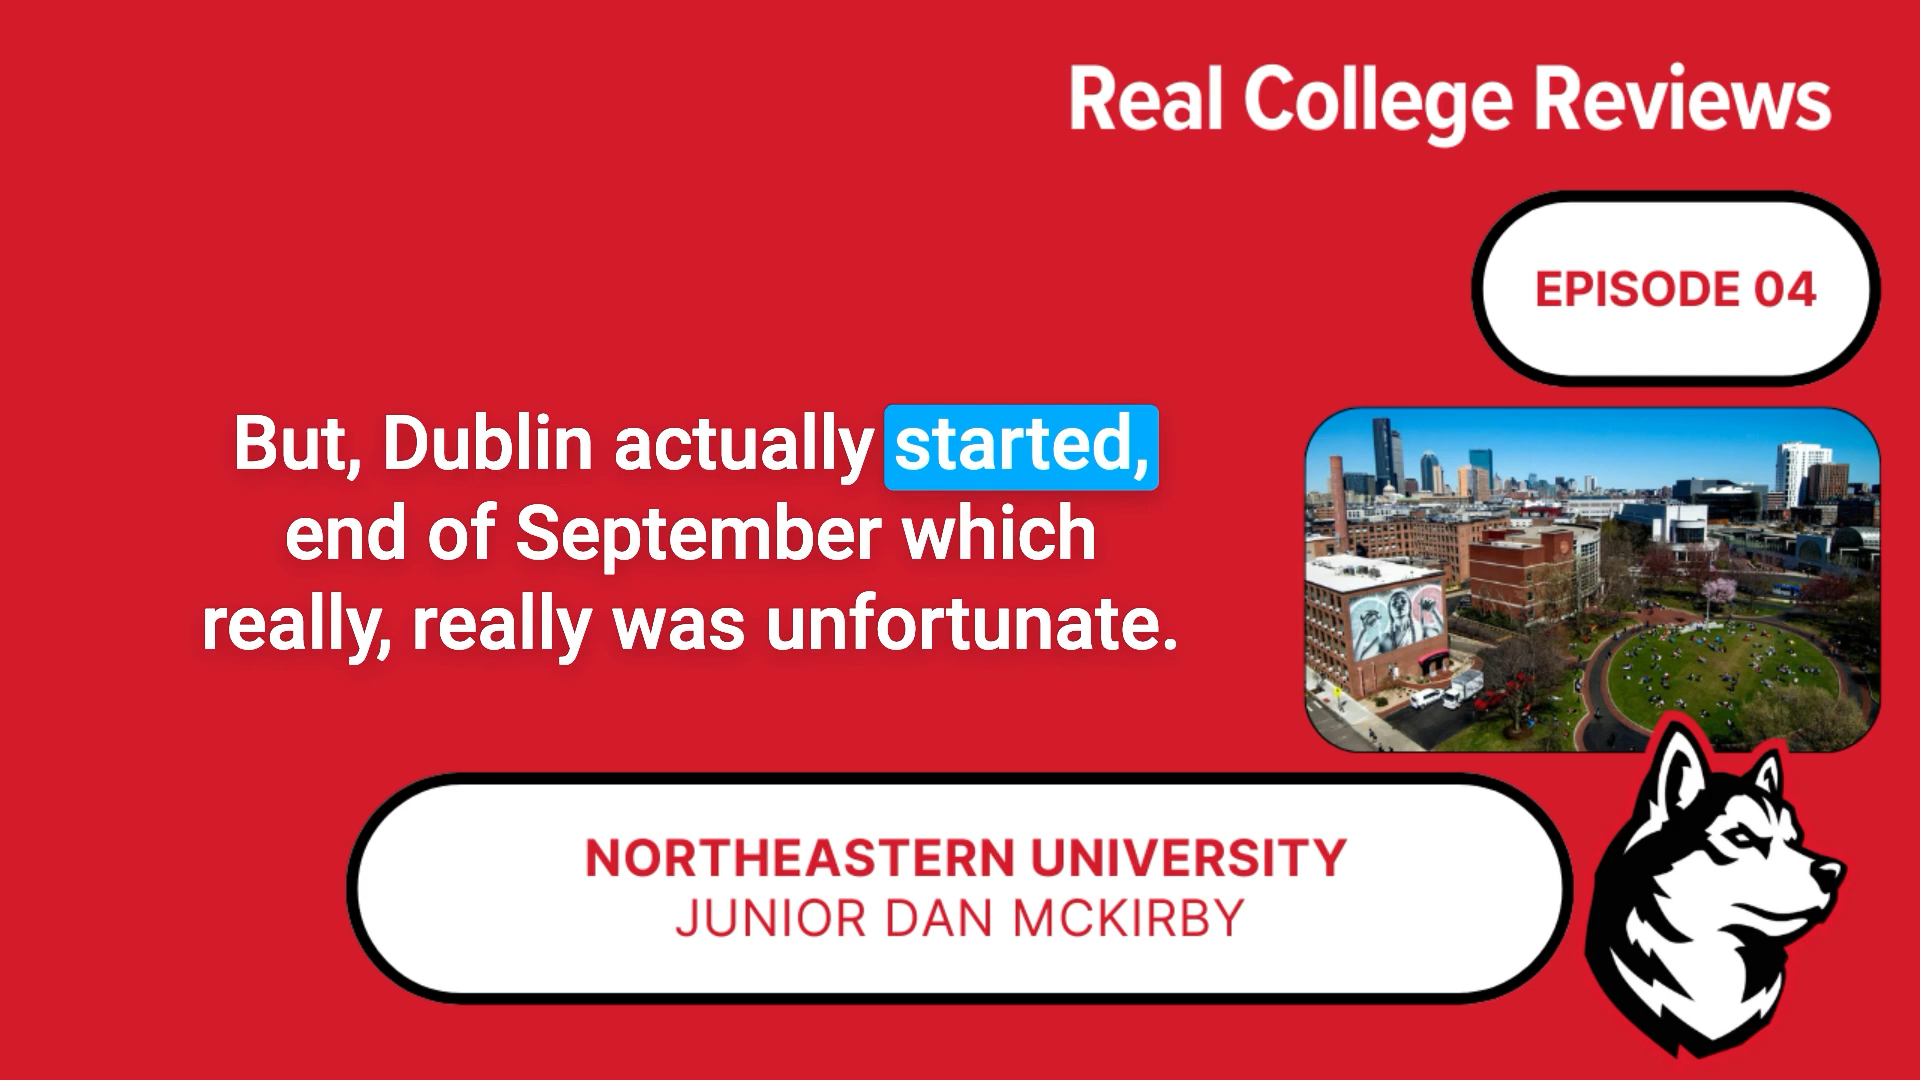 Real College Reviews
EPISODE 04
But, Dublin actually started,
end of September which
really, really was unfortunate.
NORTHEASTERN UNIVERSITY
JUNIOR DAN MCKIRBY